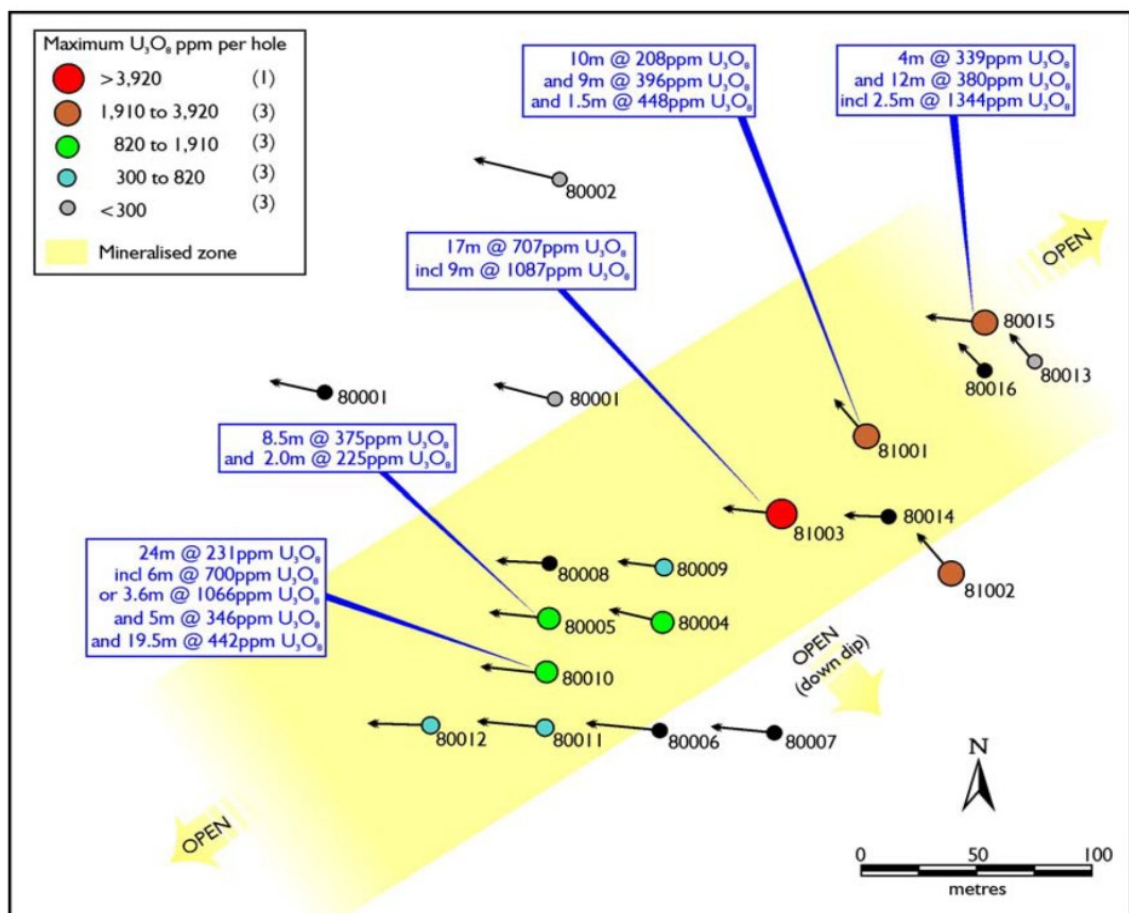 Maximum U₃O₈ ppm per hole
>3,920 (1)
1,910 to 3,920 (3)
820 to 1,910 (3)
300 to 820 (3)
<300 (3)
Mineralised zone
10m @ 208ppm U₃O₈
and 9m @ 396ppm U₃O₈
and 1.5m @ 448ppm U₃O₈
4m @ 339ppm U₃O₈
and 12m @ 380ppm U₃O₈
incl 2.5m @ 1344ppm U₃O₈
80002
17m @ 707ppm U₃O₈
incl 9m @ 1087ppm U₃O₈
OPEN
80015
80016
80013
80001
80001
8.5m @ 375ppm U₃O₈
and 2.0m @ 225ppm U₃O₈
81001
81003
80014
24m @ 231ppm U₃O₈
incl 6m @ 700ppm U₃O₈
or 3.6m @ 1066ppm U₃O₈
and 5m @ 346ppm U₃O₈
and 19.5m @ 442ppm U₃O₈
80008
80009
81002
80005
80004
80010
OPEN
(down dip)
80012
80011
80006
80007
OPEN
N
0 50 100
metres